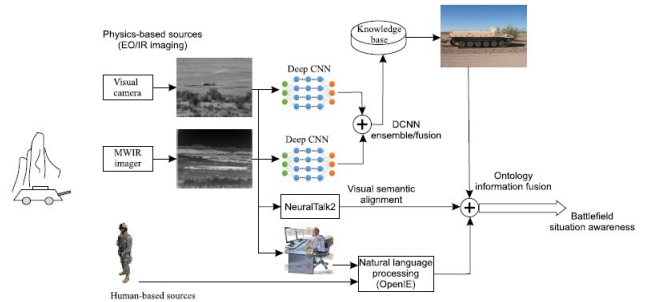 Physics-based sources
(EO/IR imaging)
Knowledge
base
Visual
camera
Deep CNN
DCNN
ensemble/fusion
MWIR
imager
Deep CNN
Ontology
information fusion
Visual semantic
alignment
NeuralTalk2
Battlefield
situation awareness
Natural language
processing
(OpenIE)
Human-based sources